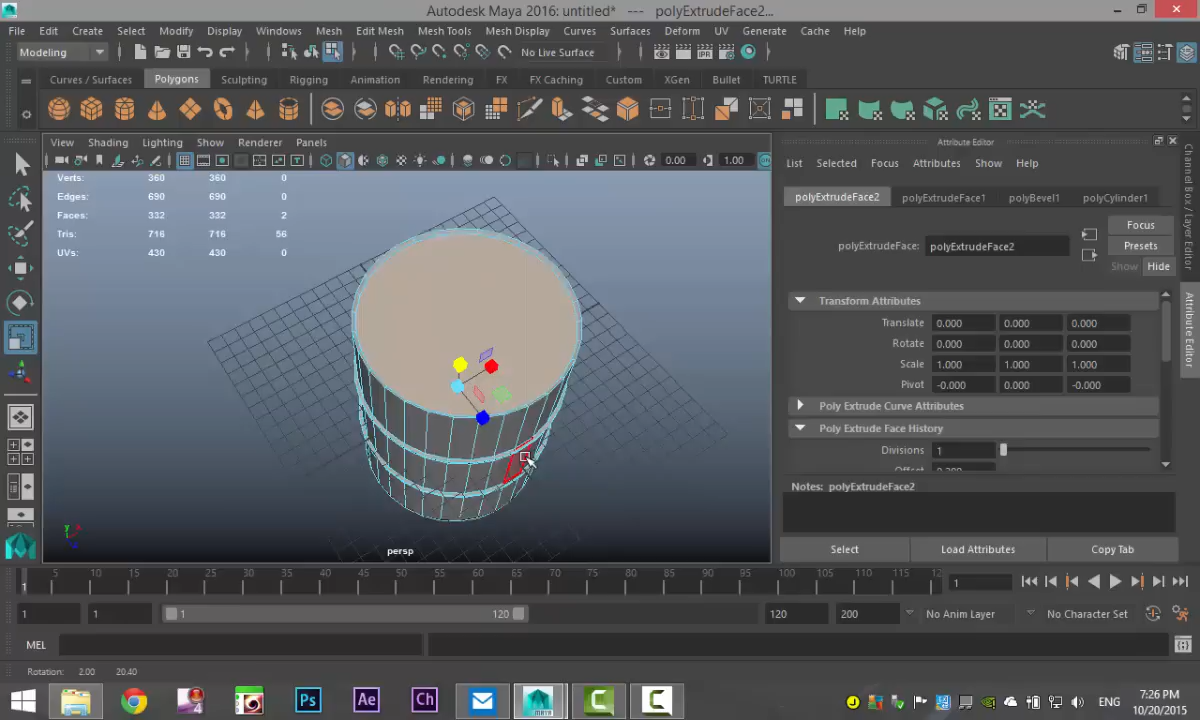 Autodesk Maya 2016: untitled* --- polyExtrudeFace2...
File Edit Create Select Modify Display Windows Mesh Edit Mesh Mesh Tools Mesh Display Curves Surfaces Deform UV Generate Cache Help
Modeling No Live Surface
Curves / Surfaces Polygons Sculpting Rigging Animation Rendering FX FX Caching Custom XGen Bullet TURTLE
View Shading Lighting Show Renderer Panels
0.00 1.00
Verts: 360 360 0
Edges: 690 690 0
Faces: 332 332 2
Tris: 716 716 56
UVs: 430 430 0
persp
Attribute Editor
List Selected Focus Attributes Show Help
polyExtrudeFace2 polyExtrudeFace1 polyBevel1 polyCylinder1
polyExtrudeFace: polyExtrudeFace2
Focus
Presets
Show Hide
Transform Attributes
Translate 0.000 0.000 0.000
Rotate 0.000 0.000 0.000
Scale 1.000 1.000 1.000
Pivot -0.000 0.000 -0.000
Poly Extrude Curve Attributes
Poly Extrude Face History
Divisions 1
Notes: polyExtrudeFace2
Select Load Attributes Copy Tab
Channel Box / Layer Editor
Attribute Editor
1 5 10 15 20 25 30 35 40 45 50 55 60 65 70 75 80 85 90 95 100 105 110 115 12 1
1 1 1 120 120 200 No Anim Layer No Character Set
MEL
Rotation: 2.00 20.40
Ps Ae Ch MAYA ENG 7:26 PM
10/20/2015